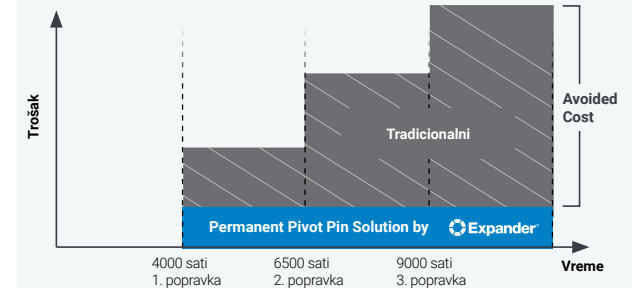 Trošak
Avoided
Cost
Tradicionalni
Permanent Pivot Pin Solution by Expander
4000 sati
1. popravka
6500 sati
2. popravka
9000 sati
3. popravka
Vreme